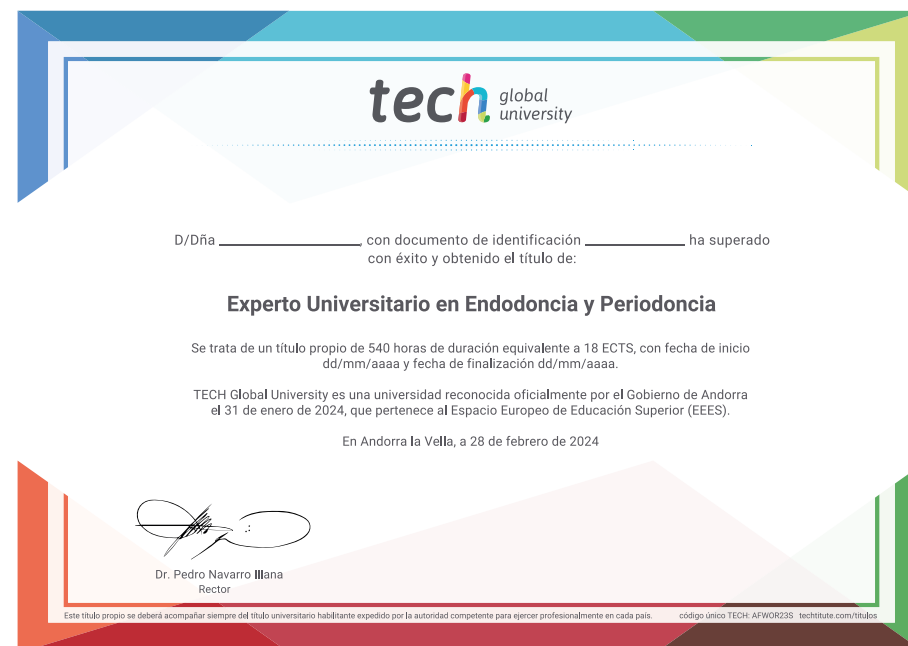 tech global university
D/Dña ______________________, con documento de identificación ________________ ha superado
con éxito y obtenido el título de:
Experto Universitario en Endodoncia y Periodoncia
Se trata de un título propio de 540 horas de duración equivalente a 18 ECTS, con fecha de inicio
dd/mm/aaaa y fecha de finalización dd/mm/aaaa.
TECH Global University es una universidad reconocida oficialmente por el Gobierno de Andorra
el 31 de enero de 2024, que pertenece al Espacio Europeo de Educación Superior (EEES).
En Andorra la Vella, a 28 de febrero de 2024
Dr. Pedro Navarro Illana
Rector
Este título propio se deberá acompañar siempre del título universitario habilitante expedido por la autoridad competente para ejercer profesionalmente en cada país. código único TECH: AFWOR23S techtitute.com/titulos